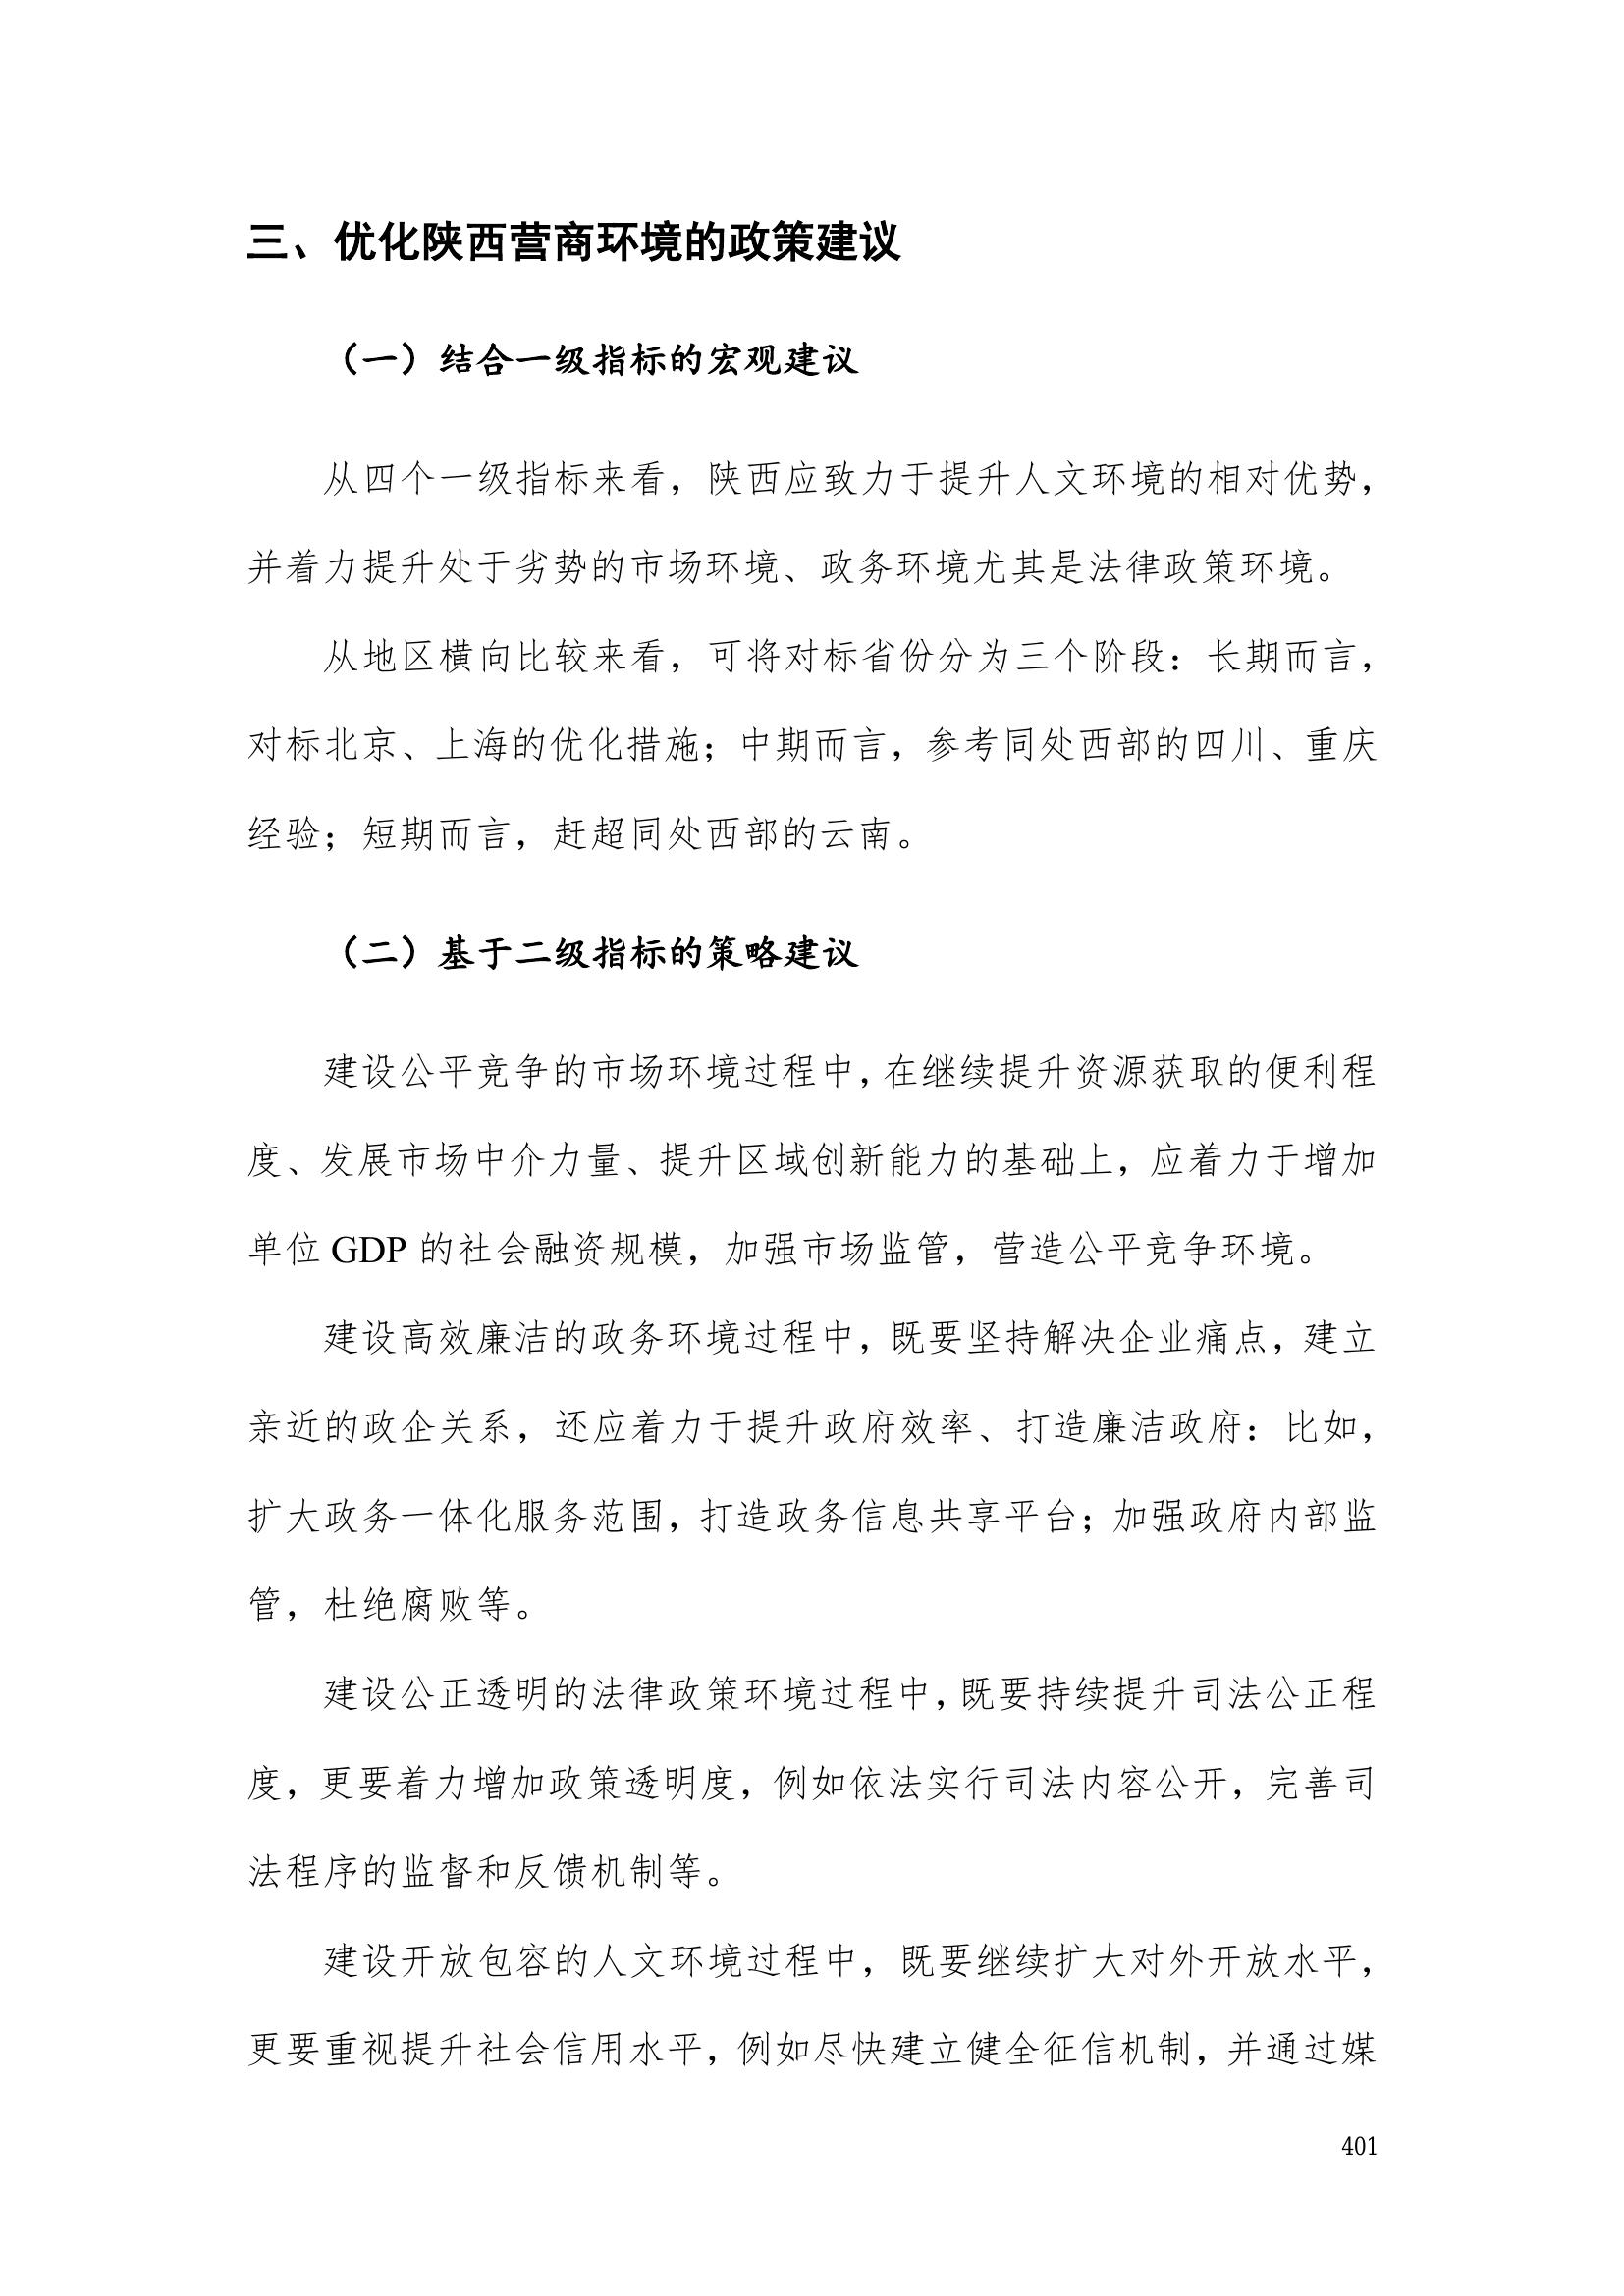 三、优化陕西营商环境的政策建议
（一）结合一级指标的宏观建议
从四个一级指标来看，陕西应致力于提升人文环境的相对优势，
并着力提升处于劣势的市场环境、政务环境尤其是法律政策环境。
从地区横向比较来看，可将对标省份分为三个阶段：长期而言，
对标北京、上海的优化措施；中期而言，参考同处西部的四川、重庆
经验；短期而言，赶超同处西部的云南。
（二）基于二级指标的策略建议
建设公平竞争的市场环境过程中，在继续提升资源获取的便利程
度、发展市场中介力量、提升区域创新能力的基础上，应着力于增加
单位 GDP 的社会融资规模，加强市场监管，营造公平竞争环境。
建设高效廉洁的政务环境过程中，既要坚持解决企业痛点，建立
亲近的政企关系，还应着力于提升政府效率、打造廉洁政府：比如，
扩大政务一体化服务范围，打造政务信息共享平台；加强政府内部监
管，杜绝腐败等。
建设公正透明的法律政策环境过程中，既要持续提升司法公正程
度，更要着力增加政策透明度，例如依法实行司法内容公开，完善司
法程序的监督和反馈机制等。
建设开放包容的人文环境过程中，既要继续扩大对外开放水平，
更要重视提升社会信用水平，例如尽快建立健全征信机制，并通过媒
401